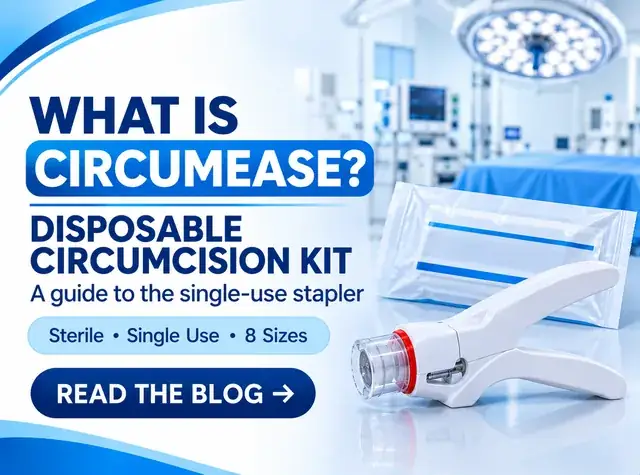 WHAT IS
CIRCUMEASE?
DISPOSABLE
CIRCUMCISION KIT
A guide to the single-use stapler
Sterile • Single Use • 8 Sizes
READ THE BLOG →